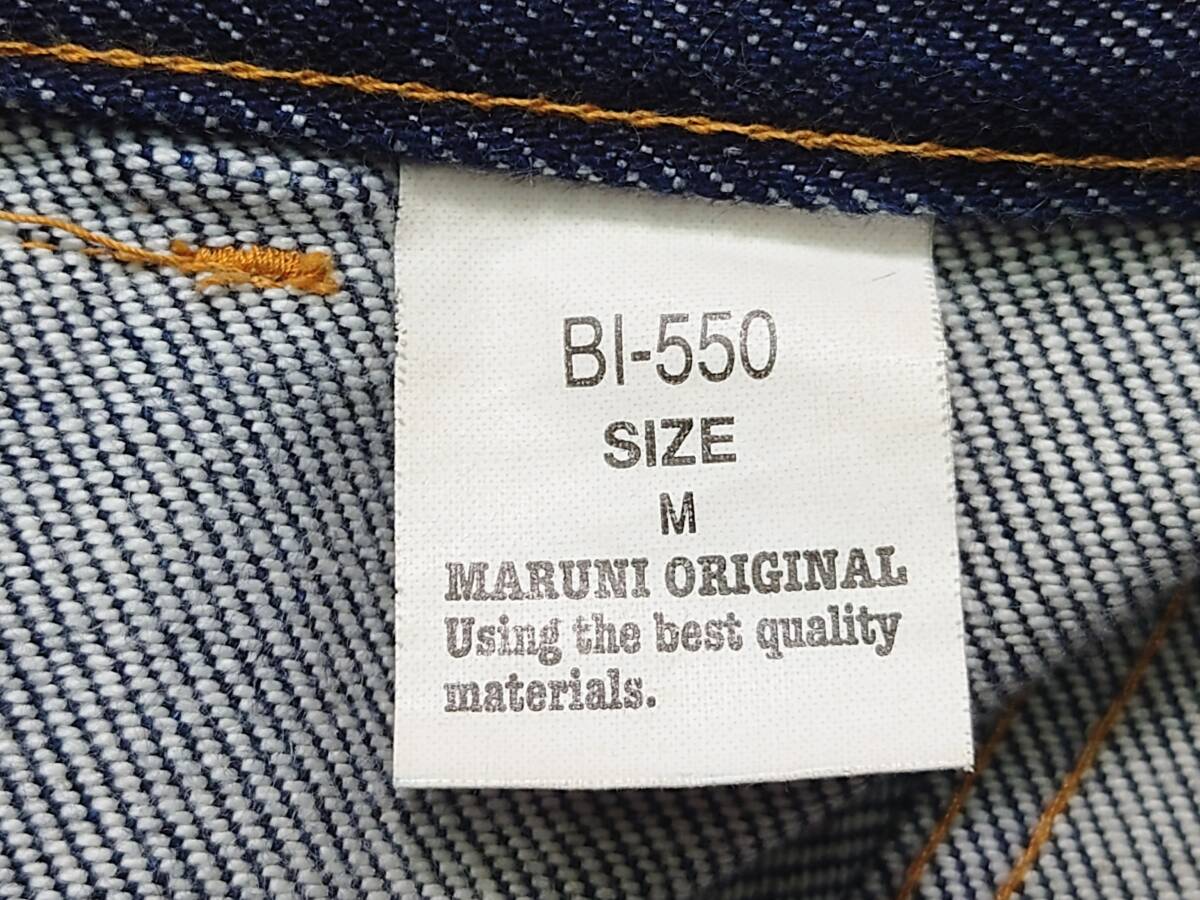 BI-550
SIZE
M
MARUNI ORIGINAL
Using the best quality
materials.